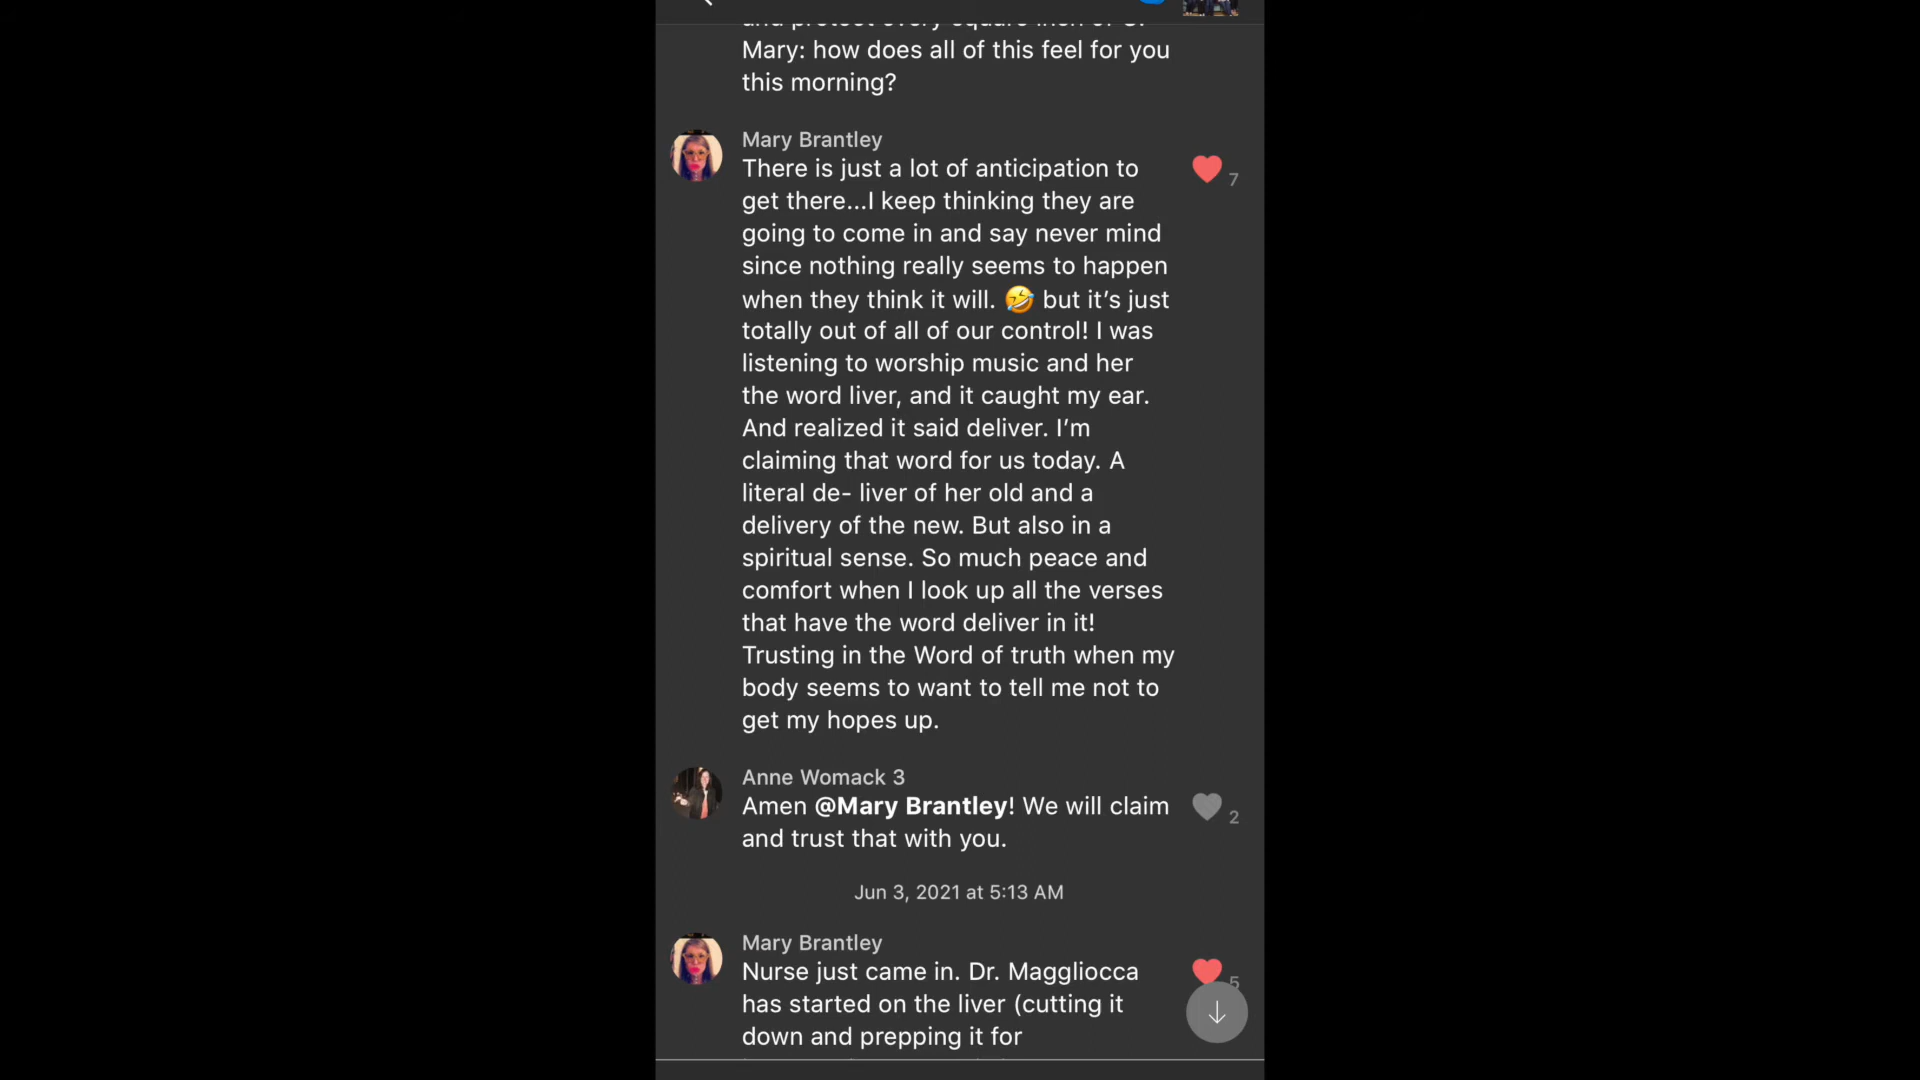 and protect every square inch of C.
Mary: how does all of this feel for you
this morning?
Mary Brantley
There is just a lot of anticipation to
get there...I keep thinking they are
going to come in and say never mind
since nothing really seems to happen
when they think it will. 🤣 but it’s just
totally out of all of our control! I was
listening to worship music and her
the word liver, and it caught my ear.
And realized it said deliver. I’m
claiming that word for us today. A
literal de- liver of her old and a
delivery of the new. But also in a
spiritual sense. So much peace and
comfort when I look up all the verses
that have the word deliver in it!
Trusting in the Word of truth when my
body seems to want to tell me not to
get my hopes up.
7
Anne Womack 3
Amen @Mary Brantley! We will claim
and trust that with you.
2
Jun 3, 2021 at 5:13 AM
Mary Brantley
Nurse just came in. Dr. Maggliocca
has started on the liver (cutting it
down and prepping it for
5